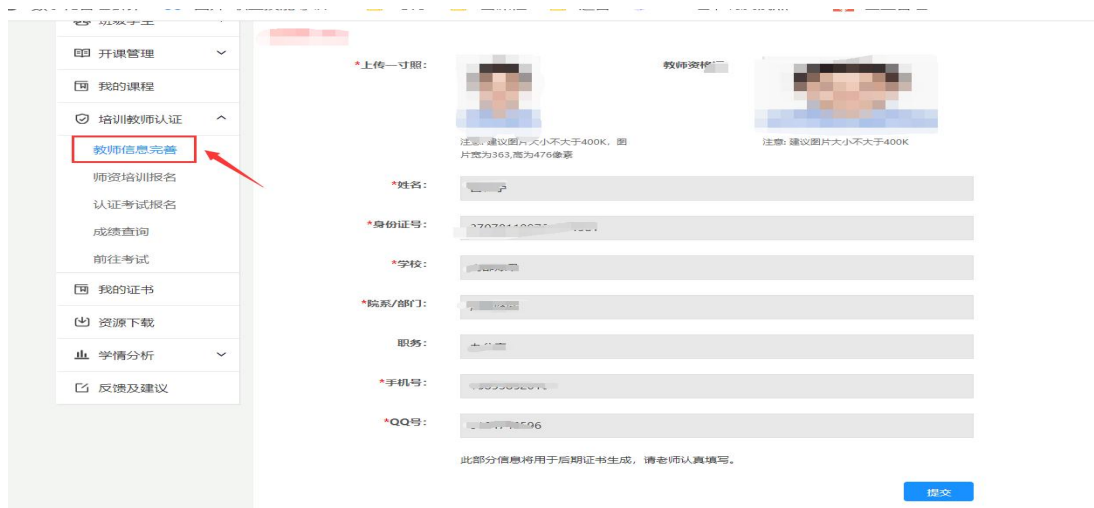 开课管理
我的课程
培训教师认证
教师信息完善
师资培训报名
认证考试报名
成绩查询
前往考试
我的证书
资源下载
学情分析
反馈及建议
*上传一寸照:
教师资格
注意: 建议图片大小不大于400K, 图
片宽为363,高为476像素
注意: 建议图片大小不大于400K
*姓名:
*身份证号:
*学校:
*院系/部门:
职务:
*手机号:
*QQ号:
此部分信息将用于后期证书生成, 请老师认真填写。
提交